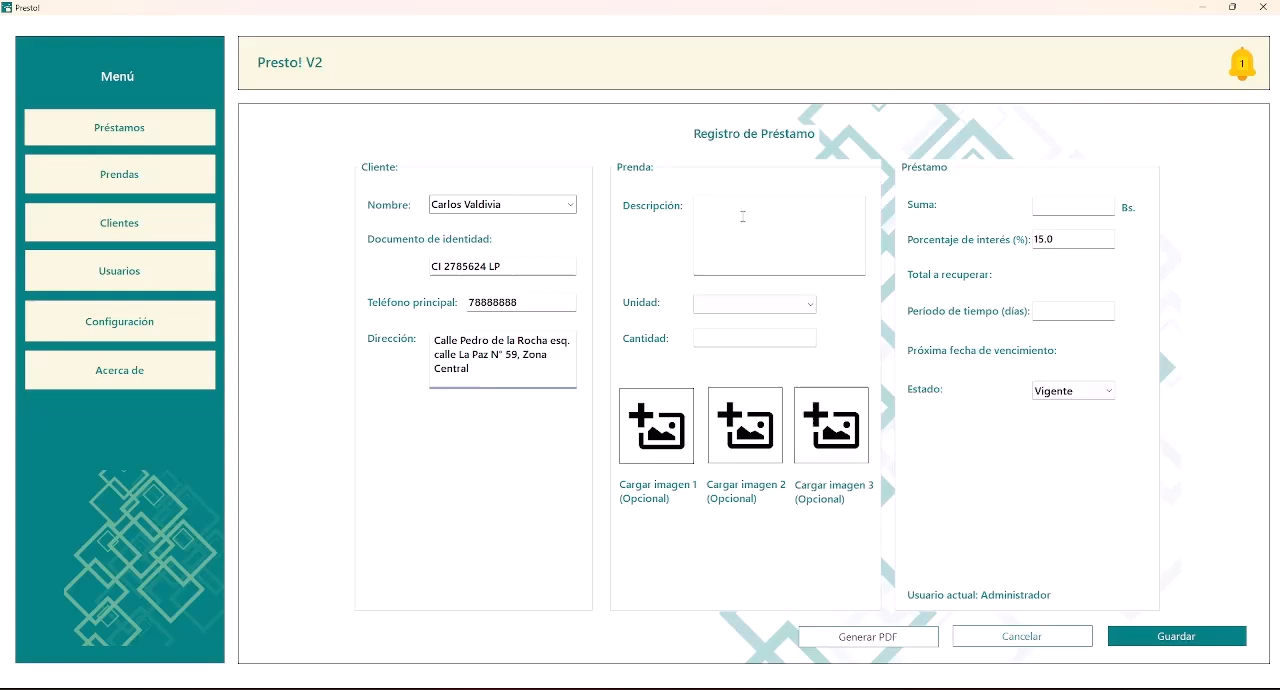 Presto!
Menú
Préstamos
Prendas
Clientes
Usuarios
Configuración
Acerca de
Presto! V2
1
Registro de Préstamo
Cliente:
Nombre: Carlos Valdivia
Documento de identidad:
CI 2785624 LP
Teléfono principal: 78888888
Dirección: Calle Pedro de la Rocha esq.
calle La Paz N° 59, Zona
Central
Prenda:
Descripción:
Unidad:
Cantidad:
Cargar imagen 1
(Opcional)
Cargar imagen 2
(Opcional)
Cargar imagen 3
(Opcional)
Préstamo
Suma: Bs.
Porcentaje de interés (%): 15.0
Total a recuperar:
Período de tiempo (días):
Próxima fecha de vencimiento:
Estado: Vigente
Usuario actual: Administrador
Generar PDF
Cancelar
Guardar